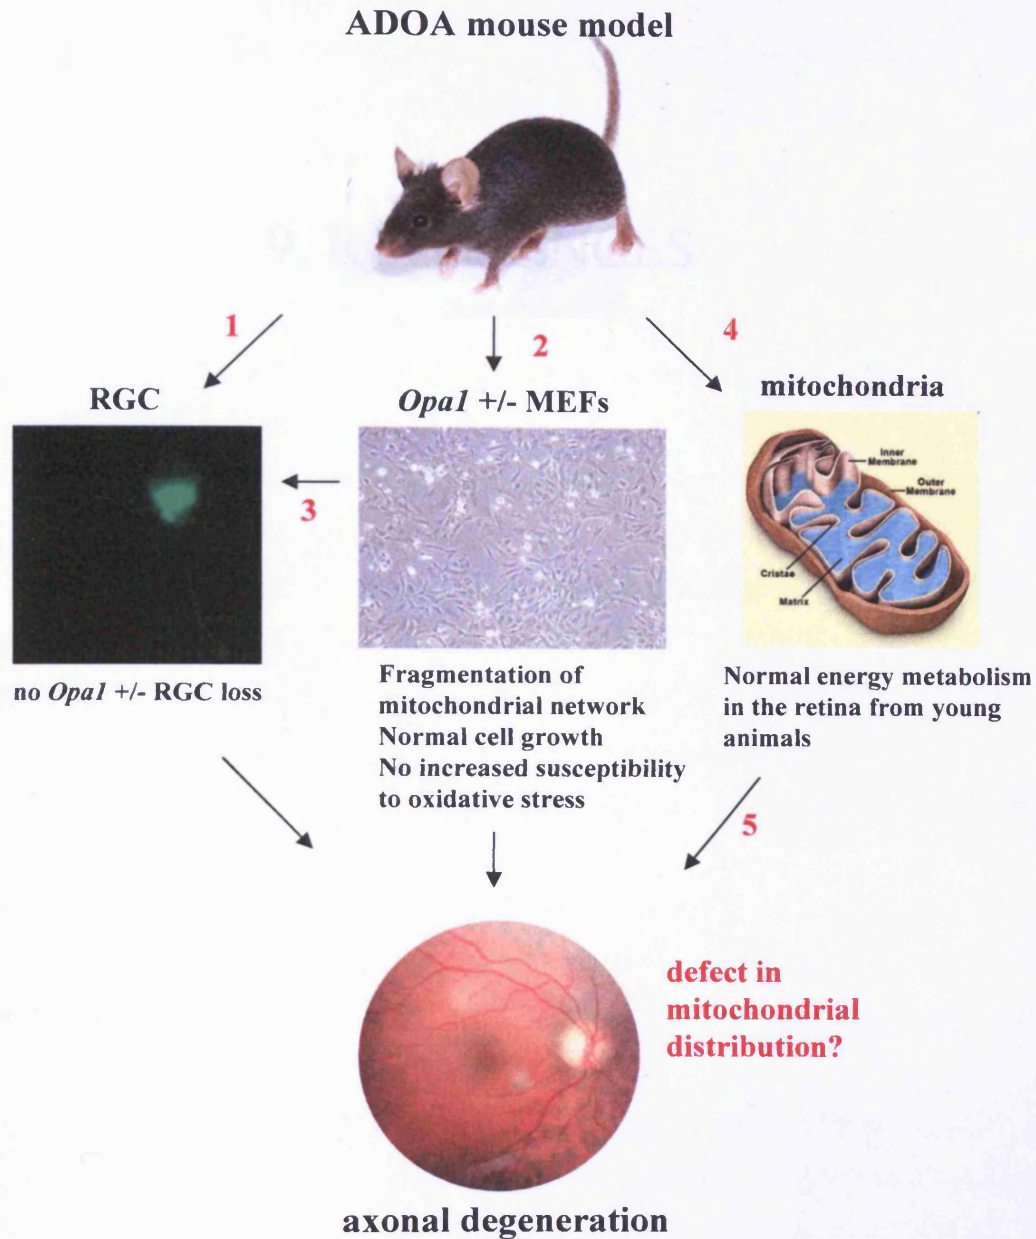 ADOA mouse model
1
2
4
RGC
Opa1 +/- MEFs
mitochondria
Inner
Membrane
Outer
Membrane
Cristae
Matrix
3
no Opa1 +/- RGC loss
Fragmentation of
mitochondrial network
Normal cell growth
No increased susceptibility
to oxidative stress
Normal energy metabolism
in the retina from young
animals
5
defect in
mitochondrial
distribution?
axonal degeneration